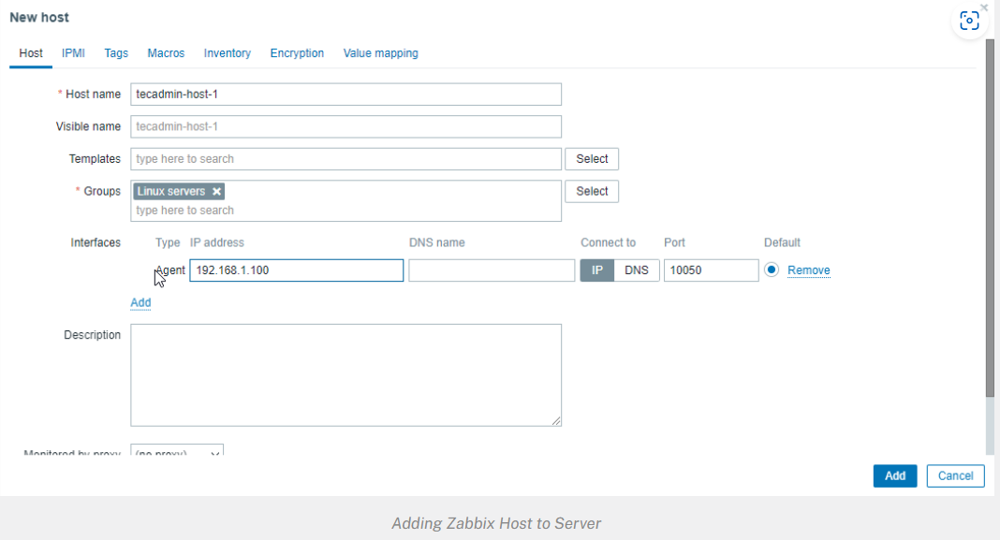 New host
Host IPMI Tags Macros Inventory Encryption Value mapping
* Host name tecadmin-host-1
Visible name tecadmin-host-1
Templates type here to search Select
* Groups Linux servers Select
type here to search
Interfaces Type IP address DNS name Connect to Port Default
Agent 192.168.1.100 IP DNS 10050 Remove
Add
Description
Monitored by proxy (no proxy)
Add Cancel
Adding Zabbix Host to Server